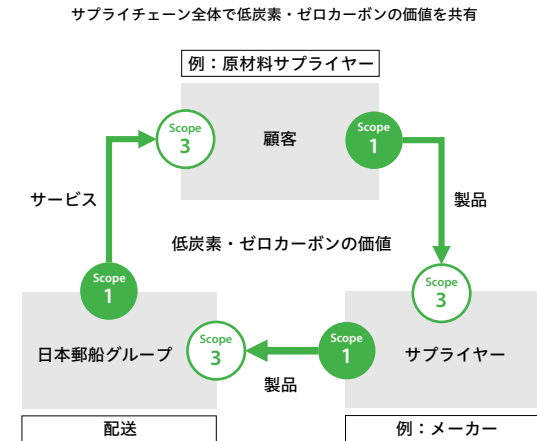 サプライチェーン全体で低炭素・ゼロカーボンの価値を共有
例：原材料サプライヤー
Scope
3
顧客
Scope
1
サービス
製品
低炭素・ゼロカーボンの価値
Scope
1
Scope
3
日本郵船グループ
Scope
3
Scope
1
サプライヤー
製品
配送
例：メーカー